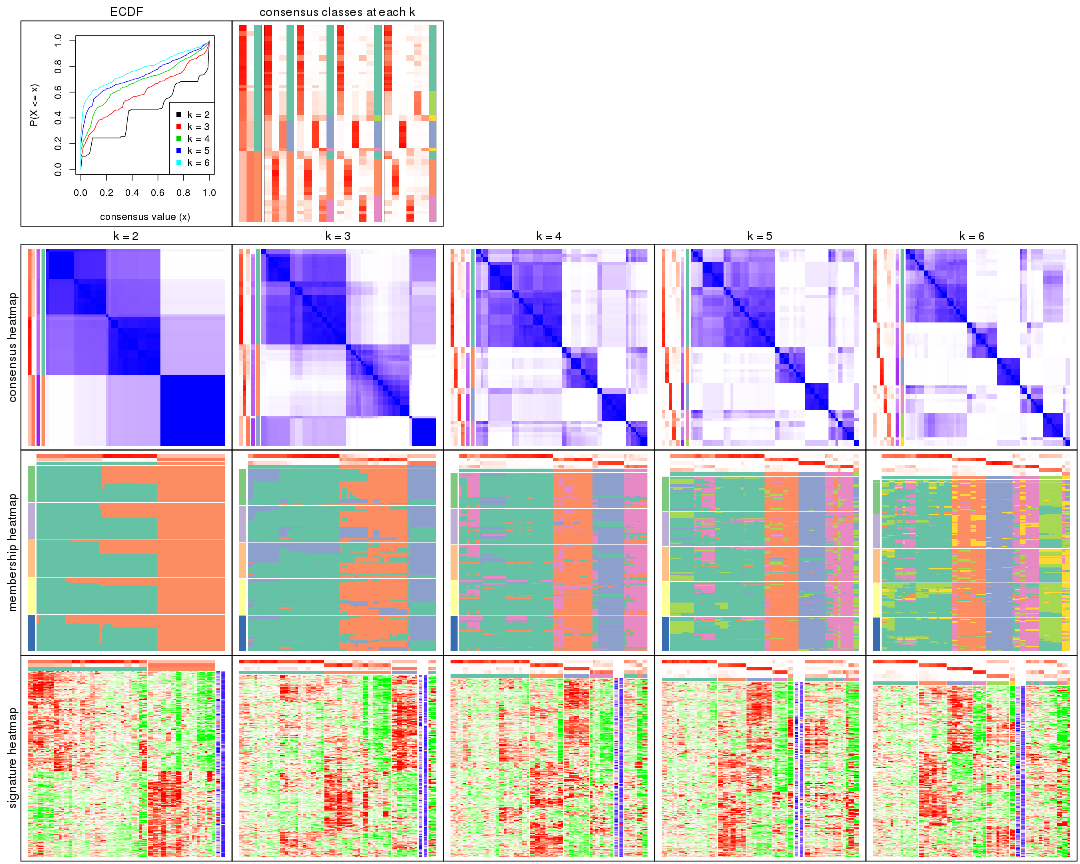 ECDF
consensus classes at each k
P(X <= x)
1.0
0.8
0.6
0.4
0.2
0.0
k = 2
k = 3
k = 4
k = 5
k = 6
0.0 0.2 0.4 0.6 0.8 1.0
consensus value (x)
k = 2 k = 3 k = 4 k = 5 k = 6
consensus heatmap
membership heatmap
signature heatmap